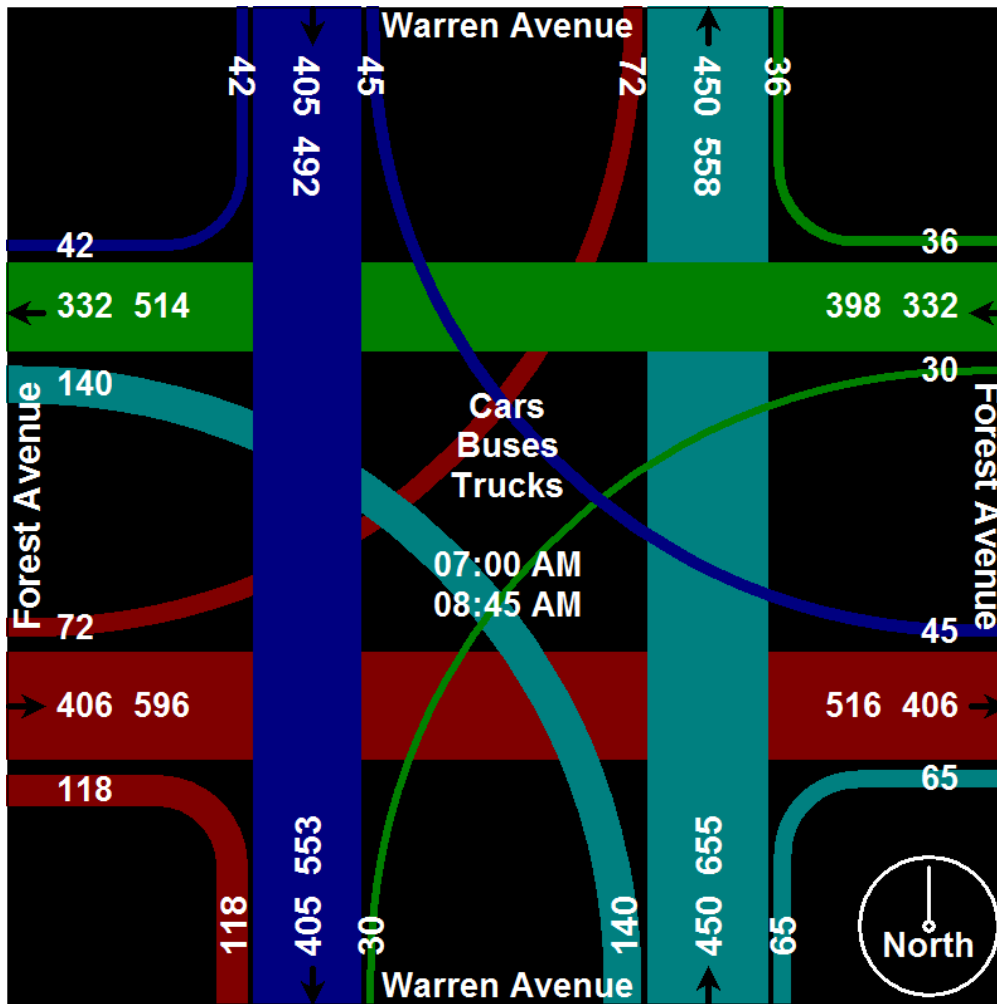 Warren Avenue
42
405 492
45
72
450 558
36
42
36
332 514
398 332
140
30
Forest Avenue
Forest Avenue
Cars
Buses
Trucks
07:00 AM
08:45 AM
72
45
406 596
516 406
118
65
118
405 553
30
140
450 655
65
North
Warren Avenue